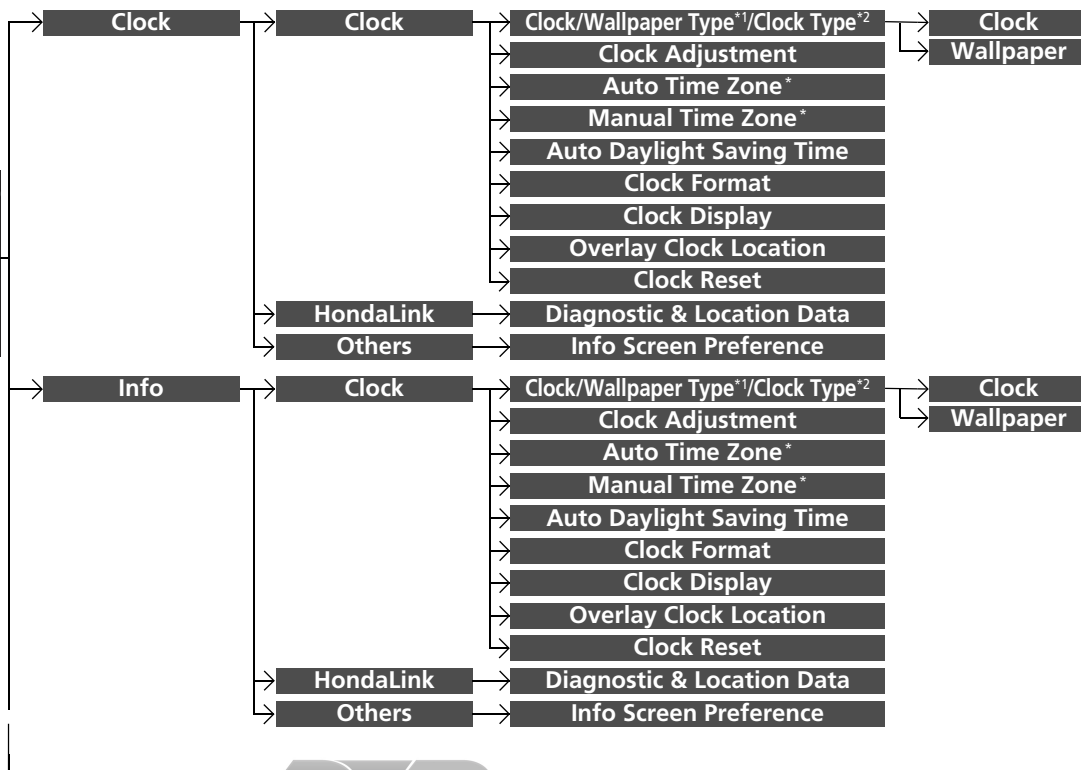 Clock Clock Clock/Wallpaper Type*1/Clock Type*2 Clock
Clock Adjustment Wallpaper
Auto Time Zone*
Manual Time Zone*
Auto Daylight Saving Time
Clock Format
Clock Display
Overlay Clock Location
Clock Reset
HondaLink Diagnostic & Location Data
Others Info Screen Preference
Info Clock Clock/Wallpaper Type*1/Clock Type*2 Clock
Clock Adjustment Wallpaper
Auto Time Zone*
Manual Time Zone*
Auto Daylight Saving Time
Clock Format
Clock Display
Overlay Clock Location
Clock Reset
HondaLink Diagnostic & Location Data
Others Info Screen Preference